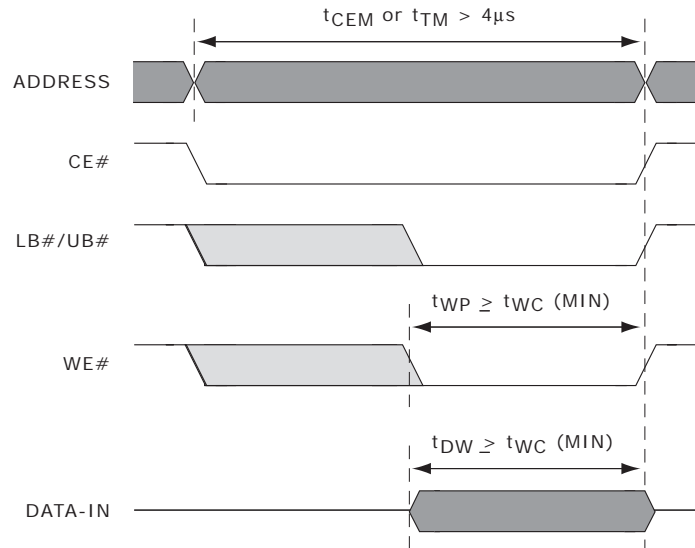 tCEM or tTM > 4µs
ADDRESS
CE#
LB#/UB#
tWP ≥ tWC (MIN)
WE#
tDW ≥ tWC (MIN)
DATA-IN